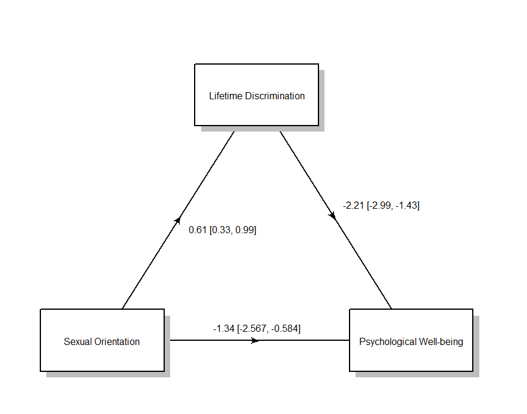 Lifetime Discrimination
-2.21 [-2.99, -1.43]
0.61 [0.33, 0.99]
-1.34 [-2.567, -0.584]
Sexual Orientation
Psychological Well-being